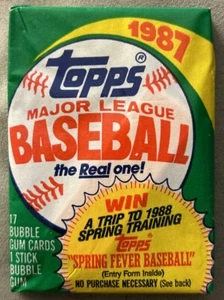 1987
topps®
MAJOR LEAGUE
BASEBALL
the Real one!
17
BUBBLE
GUM CARDS
1 STICK
BUBBLE
GUM
WIN
A TRIP TO 1988
SPRING TRAINING
topps
"SPRING FEVER BASEBALL"
(Entry Form Inside)
NO PURCHASE NECESSARY (See back)